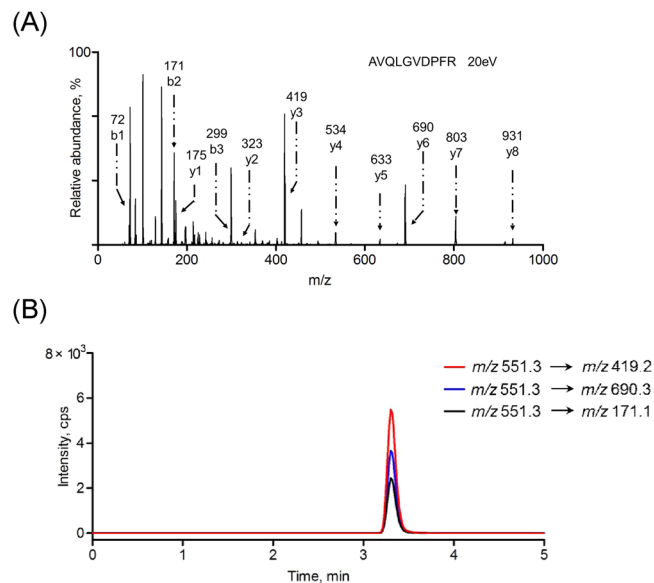 (A)
100
Relative abundance, %
AVQLGVDPFR 20eV
72
b1
171
b2
175
y1
299
b3
323
y2
419
y3
534
y4
633
y5
690
y6
803
y7
931
y8
0 200 400 600 800 1000
m/z
(B)
8 × 10³
6
4
2
0
Intensity, cps
m/z 551.3 → m/z 419.2
m/z 551.3 → m/z 690.3
m/z 551.3 → m/z 171.1
0 1 2 3 4 5
Time, min